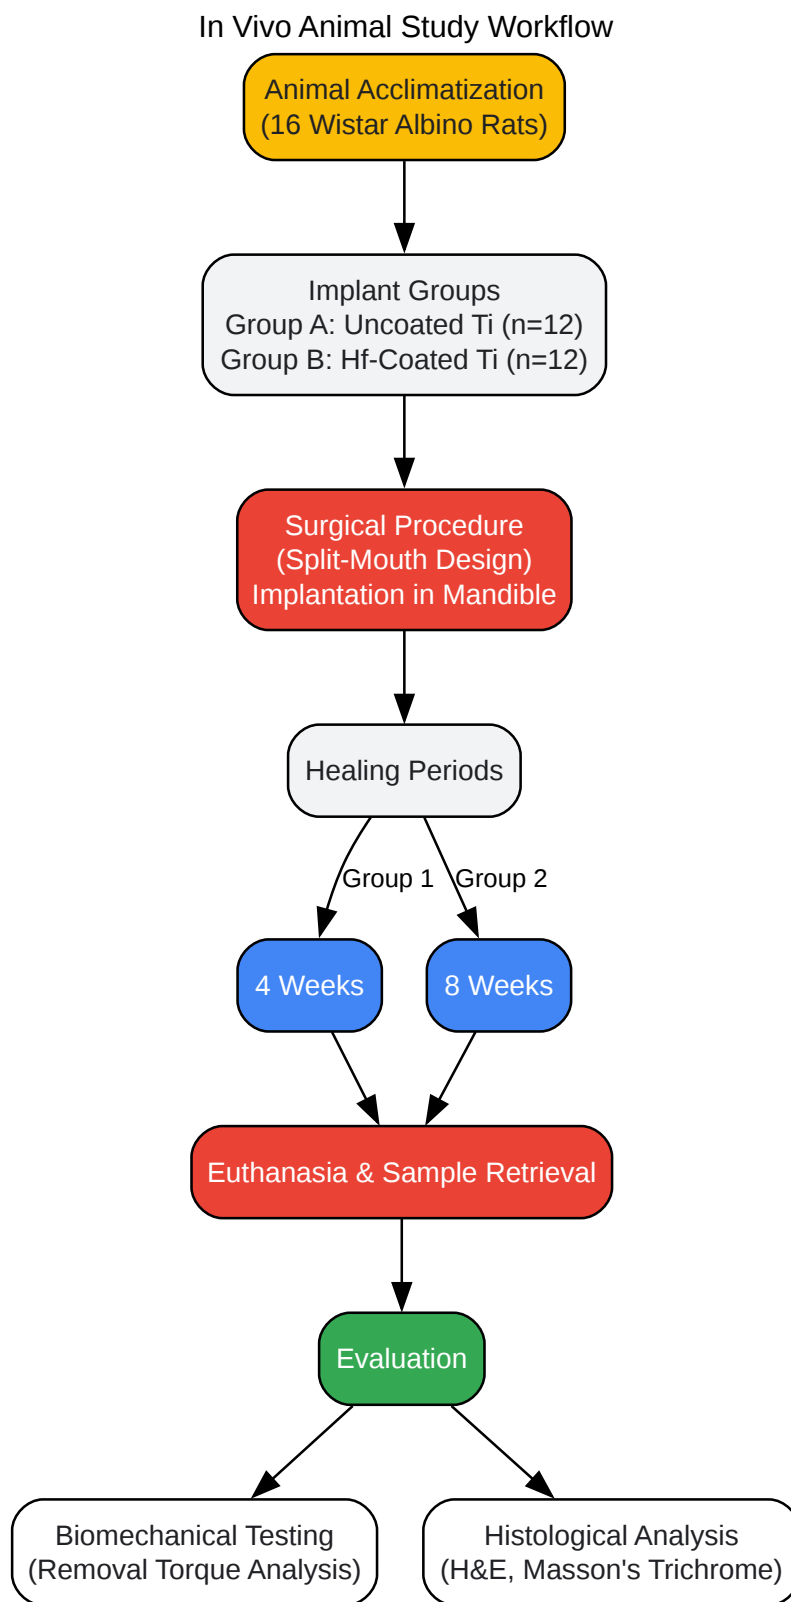 In Vivo Animal Study Workflow
Animal Acclimatization
(16 Wistar Albino Rats)
Implant Groups
Group A: Uncoated Ti (n=12)
Group B: Hf-Coated Ti (n=12)
Surgical Procedure
(Split-Mouth Design)
Implantation in Mandible
Healing Periods
Group 1
Group 2
4 Weeks
8 Weeks
Euthanasia & Sample Retrieval
Evaluation
Biomechanical Testing
(Removal Torque Analysis)
Histological Analysis
(H&E, Masson's Trichrome)